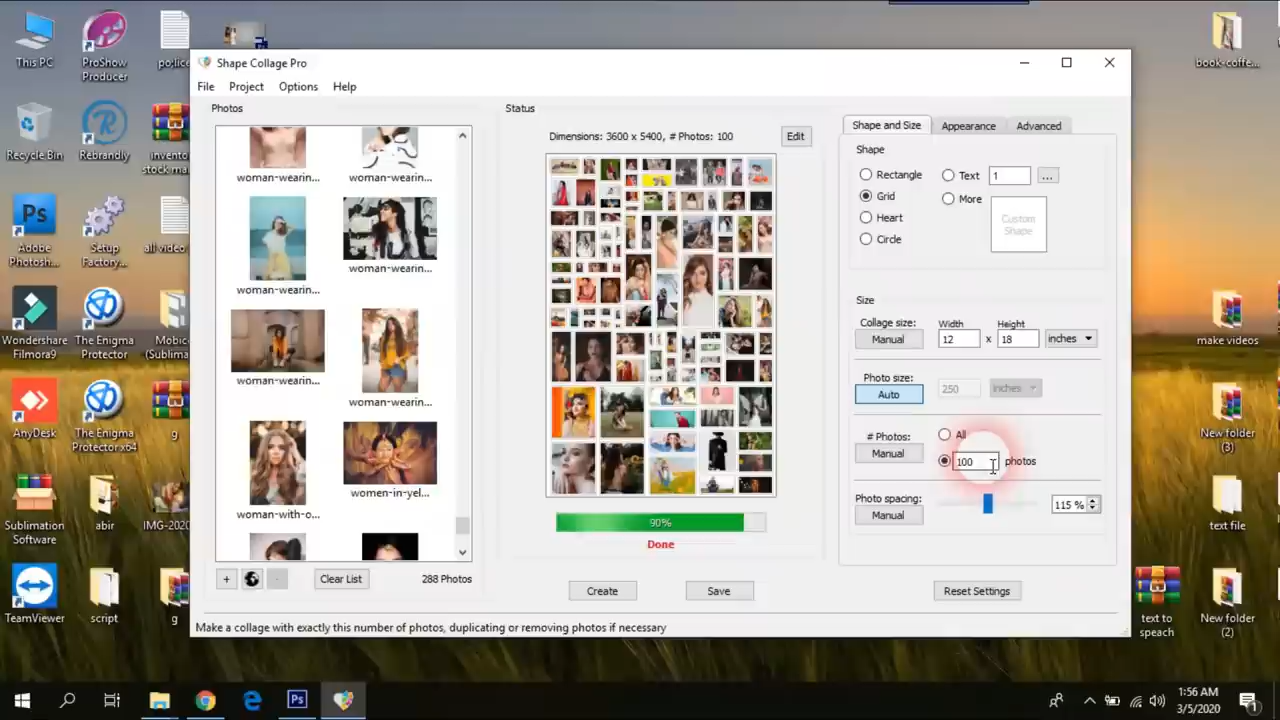 This PC
ProShow
Producer
po;lice
book-coffe...
Recycle Bin
Rebrandly
invento
stock ma
Adobe
Photosh...
Setup
Factory...
all video
Wondershare
Filmora9
The Enigma
Protector
Mobic
(Sublima
make videos
AnyDesk
The Enigma
Protector x64
g
New folder
(3)
Sublimation
Software
abir
IMG-2020
text file
TeamViewer
script
g
text to
speach
New folder
(2)
Shape Collage Pro
File Project Options Help
Photos
woman-wearin... woman-wearin...
woman-wearin...
woman-wearin...
woman-wearin...
woman-wearin...
women-in-yel...
woman-with-o...
+ - Clear List 288 Photos
Status
Dimensions: 3600 x 5400, # Photos: 100 Edit
90%
Done
Create Save
Shape and Size Appearance Advanced
Shape
Rectangle Text 1 ...
Grid More
Heart Custom
Shape
Circle
Size
Collage size: Width Height
Manual 12 x 18 inches
Photo size:
Auto 250 inches
# Photos: All
Manual 100 photos
Photo spacing:
Manual 115 %
Reset Settings
Make a collage with exactly this number of photos, duplicating or removing photos if necessary
Ps
1:56 AM
3/5/2020
1